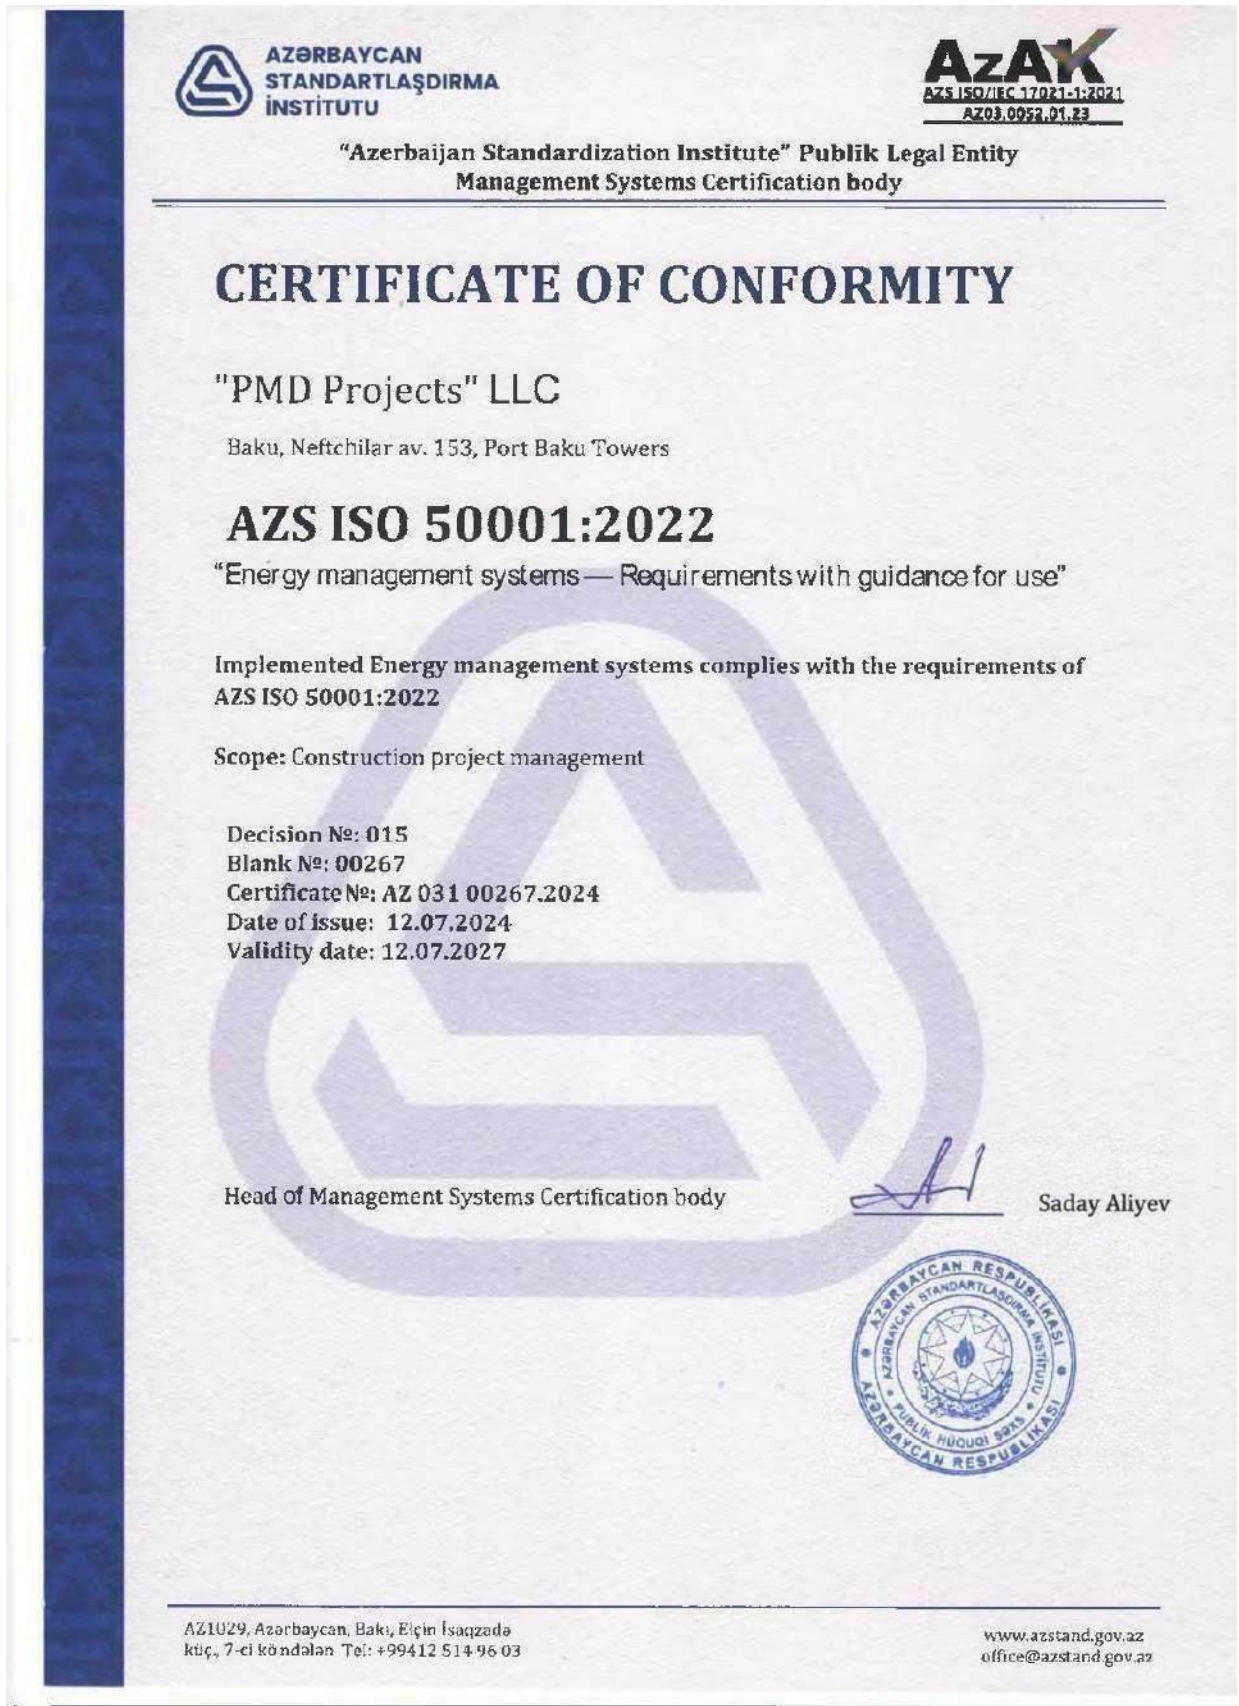 AZƏRBAYCAN
STANDARTLAŞDIRMA
İNSTİTUTU
AzAK
AZS ISO/IEC 17021-1:2021
AZ03.0052.01.23
“Azerbaijan Standardization Institute” Publik Legal Entity
Management Systems Certification body
CERTIFICATE OF CONFORMITY
"PMD Projects" LLC
Baku, Neftchilar av. 153, Port Baku Towers
AZS ISO 50001:2022
“Energy management systems — Requirements with guidance for use”
Implemented Energy management systems complies with the requirements of
AZS ISO 50001:2022
Scope: Construction project management
Decision №: 015
Blank №: 00267
Certificate №: AZ 031 00267.2024
Date of issue: 12.07.2024
Validity date: 12.07.2027
Head of Management Systems Certification body
Saday Aliyev
AZƏRBAYCAN RESPUBLİKASI
AZƏRBAYCAN STANDARTLAŞDIRMA İNSTİTUTU
PUBLİK HÜQUQİ ŞƏXS
AZƏRBAYCAN RESPUBLİKASI
AZ1029, Azərbaycan, Bakı, Elçin İsaqzadə
küç., 7-ci köndələn Tel: +99412 514 96 03
www.azstand.gov.az
office@azstand.gov.az